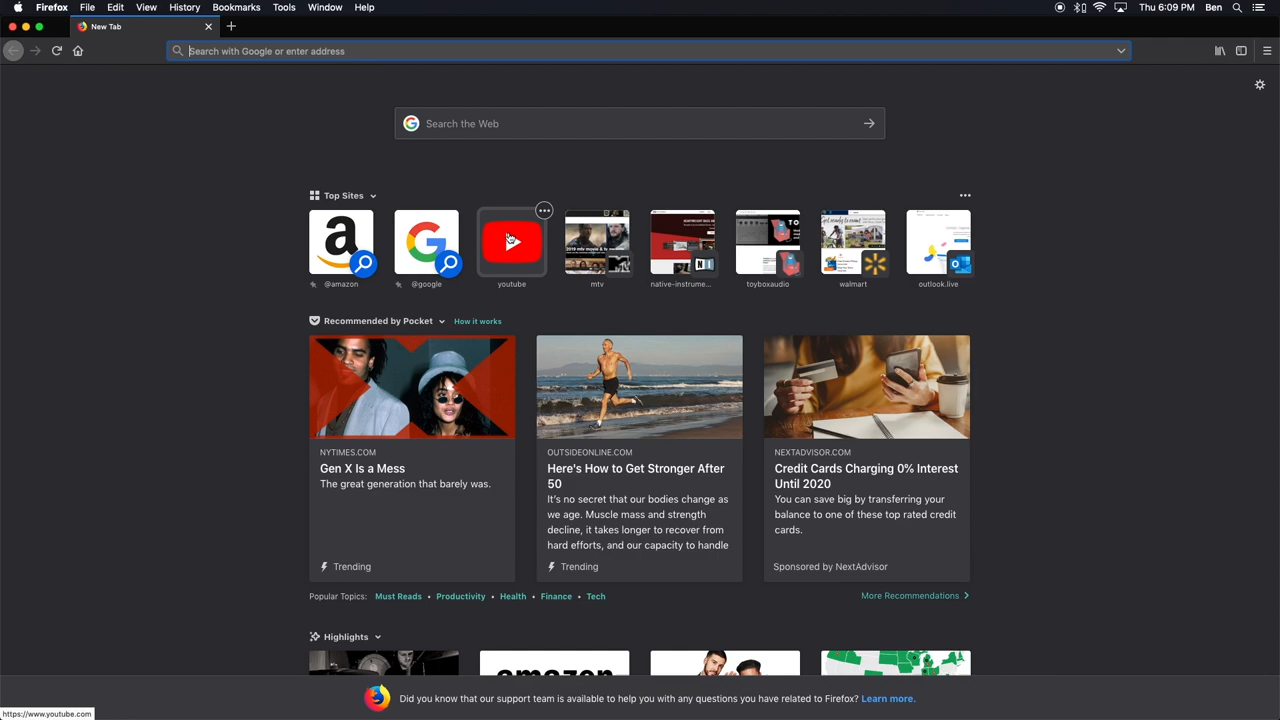 Firefox File Edit View History Bookmarks Tools Window Help Thu 6:09 PM Ben
New Tab
Search with Google or enter address
Search the Web
Top Sites
@amazon @google youtube mtv native-instrume... toyboxaudio walmart outlook.live
Recommended by Pocket How it works
NYTIMES.COM
Gen X Is a Mess
The great generation that barely was.
Trending
OUTSIDEONLINE.COM
Here's How to Get Stronger After
50
It's no secret that our bodies change as
we age. Muscle mass and strength
decline, it takes longer to recover from
hard efforts, and our capacity to handle
Trending
NEXTADVISOR.COM
Credit Cards Charging 0% Interest
Until 2020
You can save big by transferring your
balance to one of these top rated credit
cards.
Sponsored by NextAdvisor
Popular Topics: Must Reads • Productivity • Health • Finance • Tech More Recommendations
Highlights
amazon
Did you know that our support team is available to help you with any questions you have related to Firefox? Learn more.
https://www.youtube.com